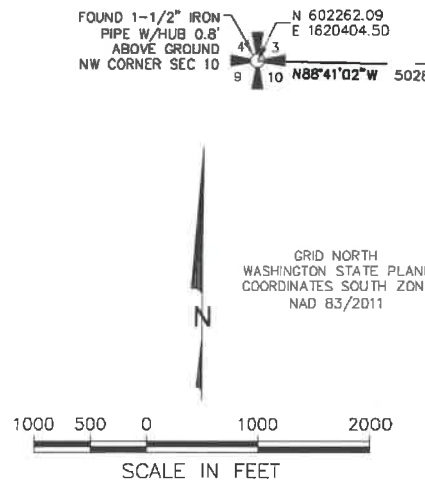 FOUND 1-1/2" IRON
PIPE W/HUB 0.8'
ABOVE GROUND
NW CORNER SEC 10
N 602262.09
E 1620404.50
4 3
9 10
N88°41'02"W 5028
GRID NORTH
WASHINGTON STATE PLANE
COORDINATES SOUTH ZON
NAD 83/2011
N
1000 500 0 1000 2000
SCALE IN FEET